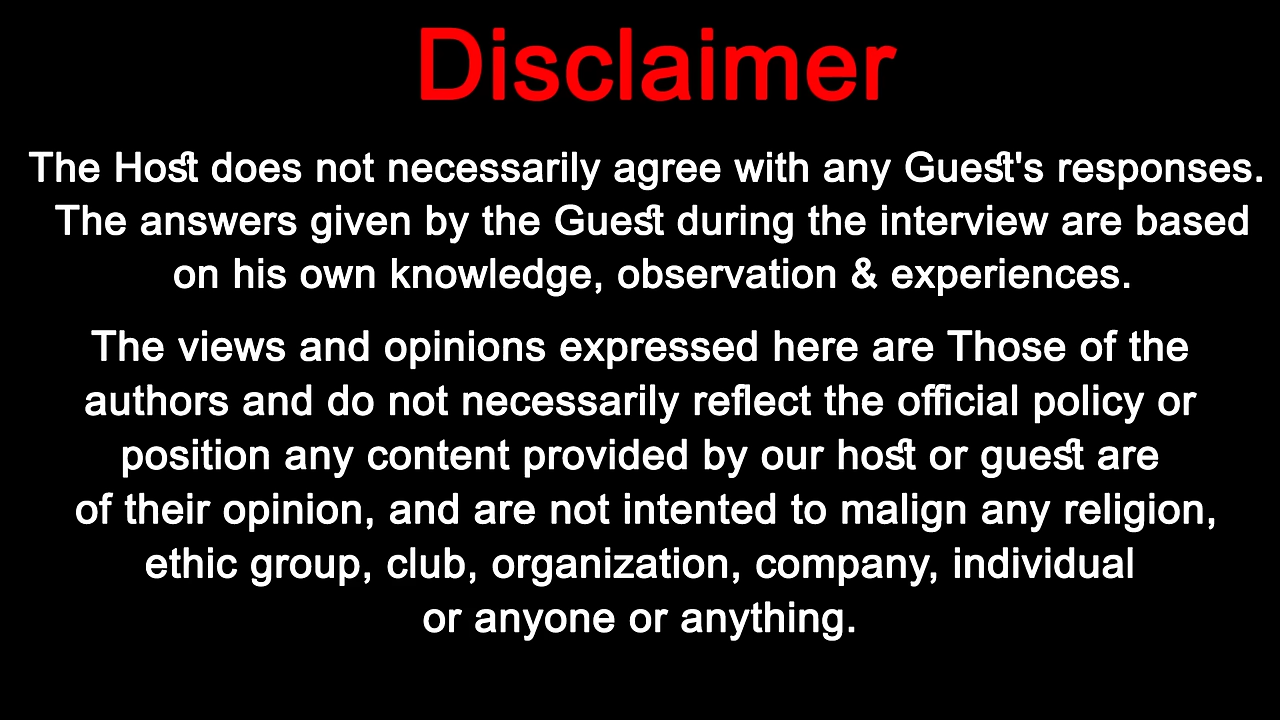 Disclaimer
The Host does not necessarily agree with any Guest's responses.
The answers given by the Guest during the interview are based
on his own knowledge, observation & experiences.
The views and opinions expressed here are Those of the
authors and do not necessarily reflect the official policy or
position any content provided by our host or guest are
of their opinion, and are not intented to malign any religion,
ethic group, club, organization, company, individual
or anyone or anything.